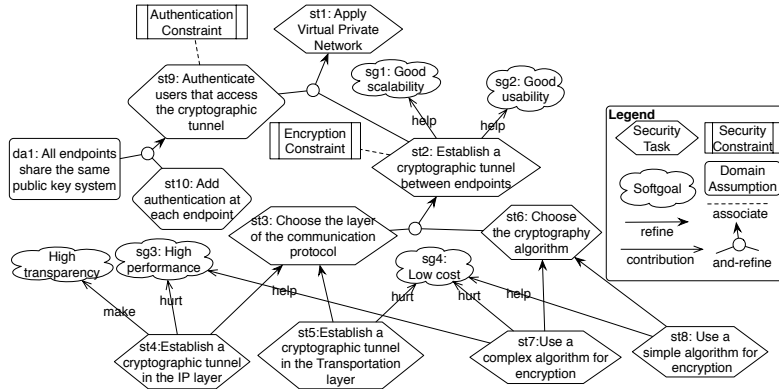 Authentication
Constraint
st1: Apply
Virtual Private
Network
st9: Authenticate
users that access
the cryptographic
tunnel
sg1: Good
scalability
sg2: Good
usability
help
help
Encryption
Constraint
st2: Establish a
cryptographic tunnel
between endpoints
da1: All endpoints
share the same
public key system
st10: Add
authentication at
each endpoint
st3: Choose the layer
of the communication
protocol
st6: Choose
the cryptography
algorithm
High
transparency
sg3: High
performance
sg4:
Low cost
make
hurt
help
hurt
hurt
help
st4:Establish a
cryptographic tunnel
in the IP layer
st5:Establish a
cryptographic tunnel
in the Transportation
layer
st7:Use a
complex algorithm for
encryption
st8: Use a
simple algorithm for
encryption
Legend
Security
Task
Security
Constraint
Softgoal
Domain
Assumption
refine
associate
contribution
and-refine